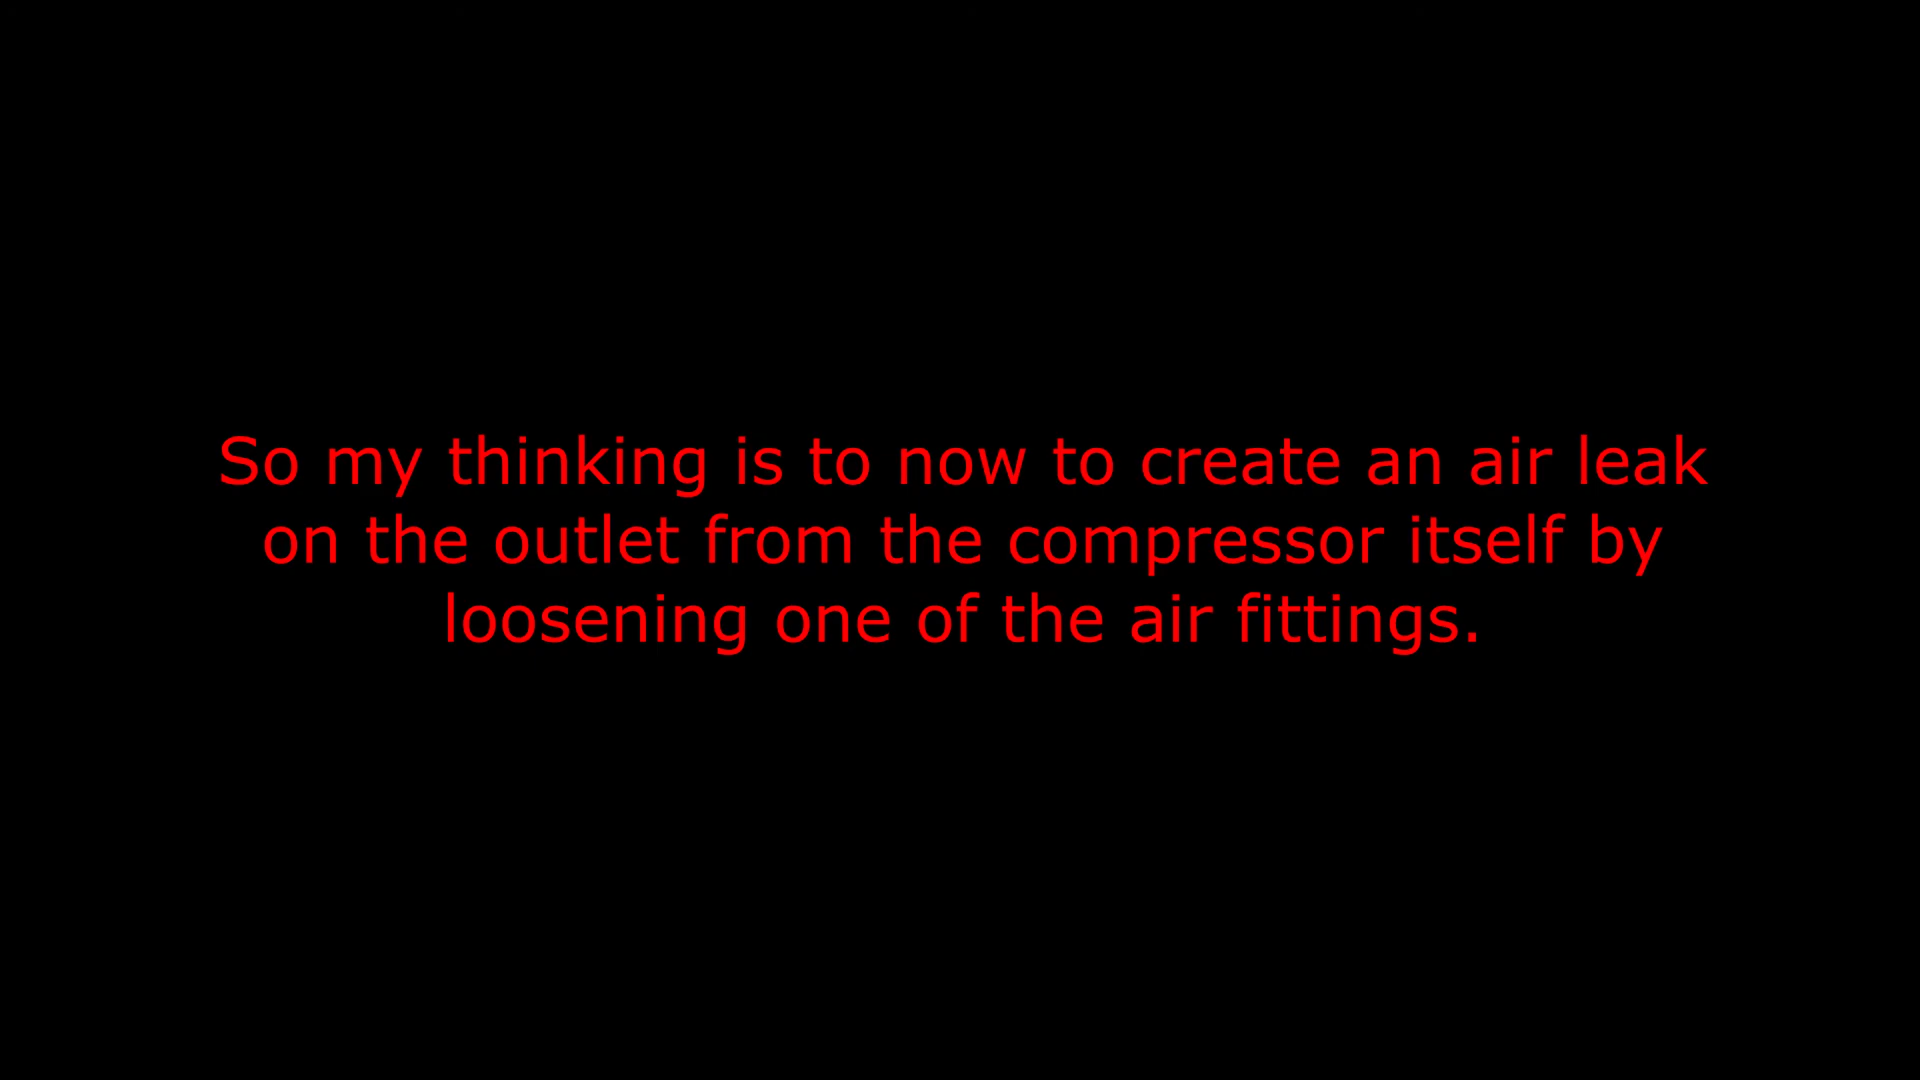 So my thinking is to now to create an air leak
on the outlet from the compressor itself by
loosening one of the air fittings.